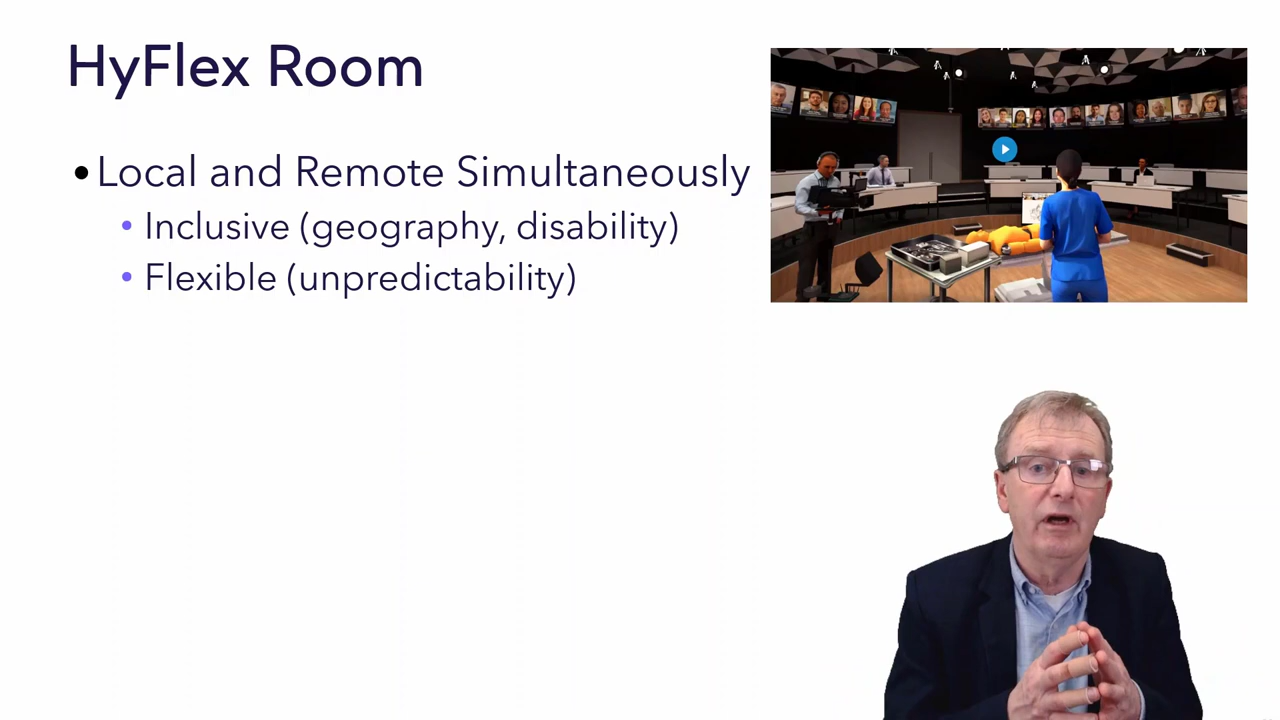 HyFlex Room
•Local and Remote Simultaneously
• Inclusive (geography, disability)
• Flexible (unpredictability)